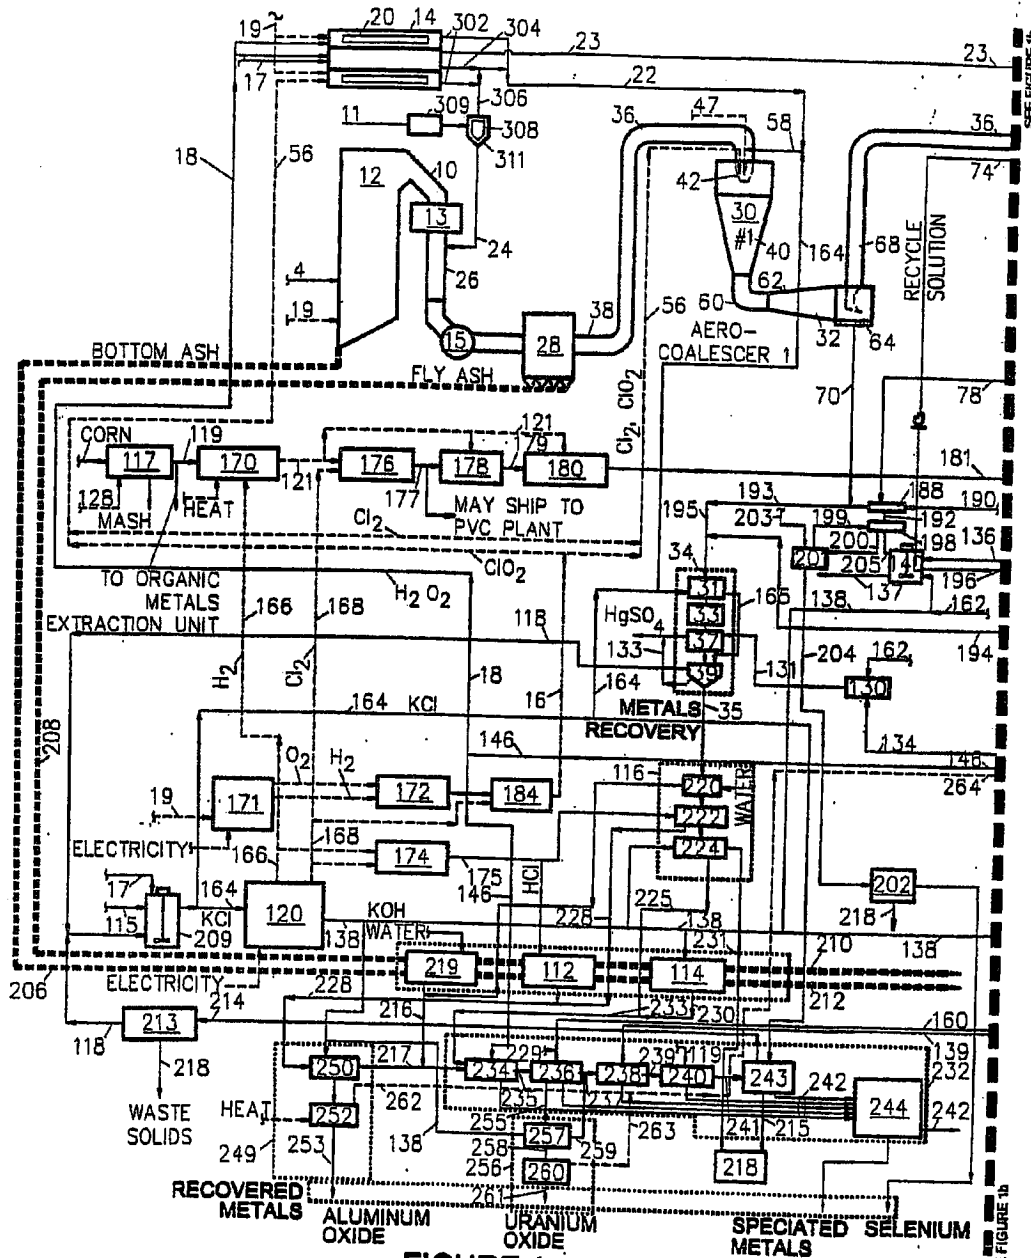 19 20 14 302 304 23 23
SEE FIGURE 1b
17 22
306
11 309 308
311
36 47 58 36
18 56
12 10
42
74
13
30
#1
40 164 68
RECYCLE
SOLUTION
4 24
26
62
19
38 56
60
15 28
32 64
AERO-
COALESCER 1
BOTTOM ASH
FLY ASH
Cl2, ClO2
70 78
CORN
119
121
117 170 121 176 178 179 180
181
128 HEAT 177
MASH
MAY SHIP TO
PVC PLANT
193 188 190
195 203 199 192
200 198 136
Cl2
ClO2
201 205 141
34 137 196
H2 O2
TO ORGANIC
METALS
EXTRACTION UNIT
166 168
31 165
138 162
HgSO4
33
118 37
194
133 131 204 162
H2 Cl2
18 39 130
16 164
35
METALS
RECOVERY
164 KCl
134
208
146 146
264
O2 H2
116 WATER
220
171 172 184
19 222
ELECTRICITY
168 224
166 174
175
17 146 HCl
225 202
164
KCl
120
228 218
115 209
KOH
138
WATER
138 231 210 138
219 112 114
206 ELECTRICITY
212
214 228 216 233 230
160
213
118 139
218
229 239 119 232
250 217 234 236 238 240 243
235 237 242
262 244
WASTE
SOLIDS
HEAT 252
255 263 241 215 242
249 253 138 257
258 259 218
256 260
261
RECOVERED
METALS
ALUMINUM
OXIDE
URANIUM
OXIDE
SPECIATED
METALS
SELENIUM
FIGURE 1b